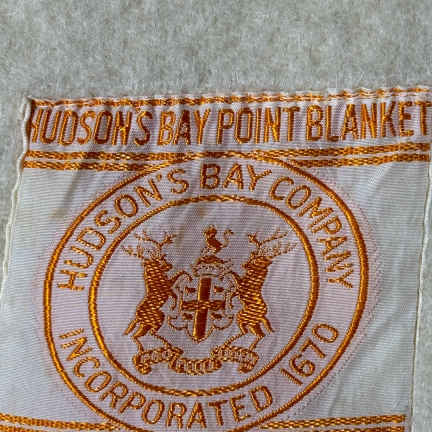 HUDSON'S BAY POINT BLANKET
HUDSON'S BAY COMPANY
INCORPORATED 1670